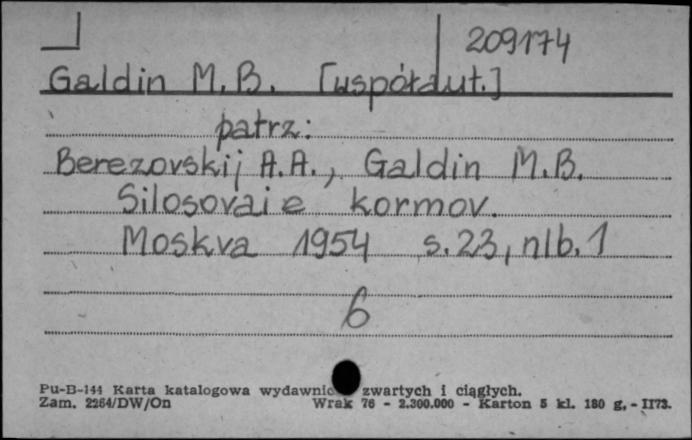 209174
Galdin M.B. [współaut.]
patrz:
Berezovskij A.A., Galdin M.B.
Silosovaie kormov.
Moskva 1954 s.23, nlb. 1
6
Pu-B-144 Karta katalogowa wydawnic zwartych i ciągłych.
Zam. 2264/DW/On Wrak 76 - 2.300.000 - Karton 5 kl. 180 g. - II73.